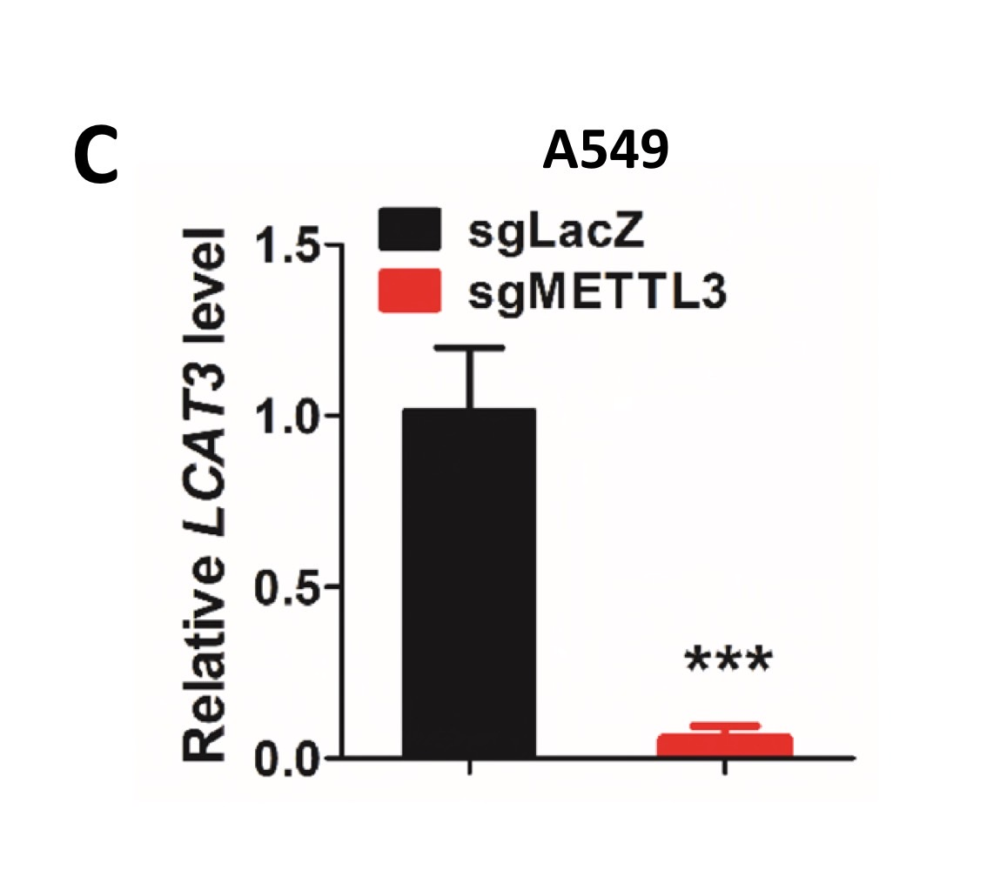 C
A549
sgLacZ
sgMETTL3
Relative LCAT3 level
1.5
1.0
0.5
0.0
***